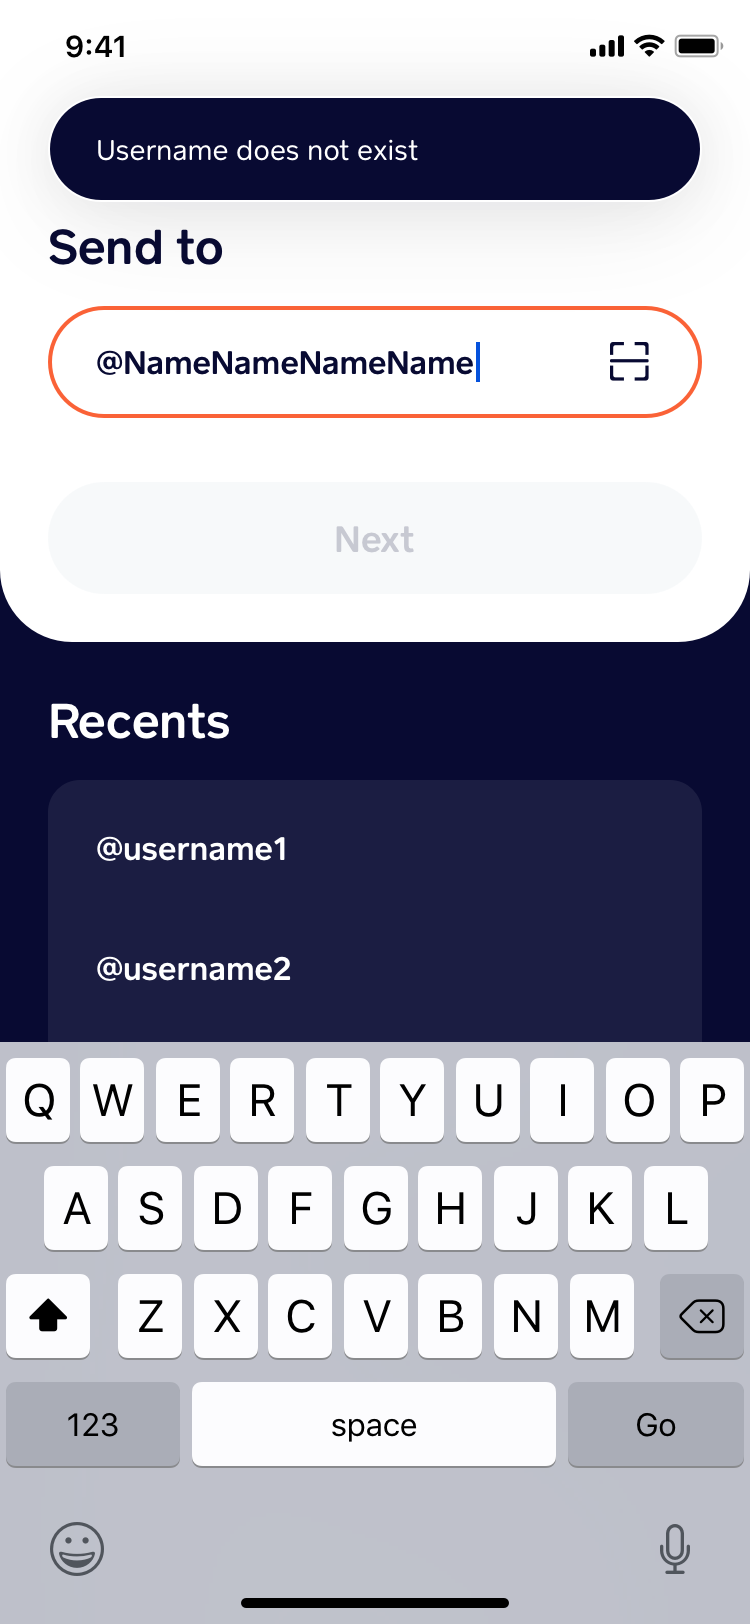 9:41
Username does not exist
Send to
@NameNameNameName
Next
Recents
@username1
@username2
Q W E R T Y U I O P
A S D F G H J K L
Z X C V B N M
123 space Go